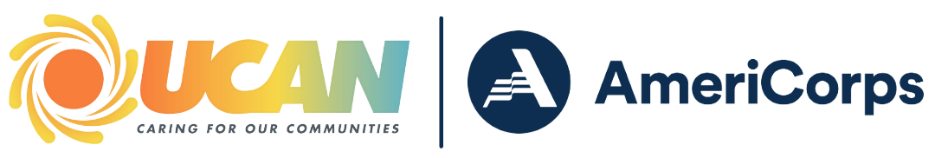 UCAN
CARING FOR OUR COMMUNITIES
AmeriCorps